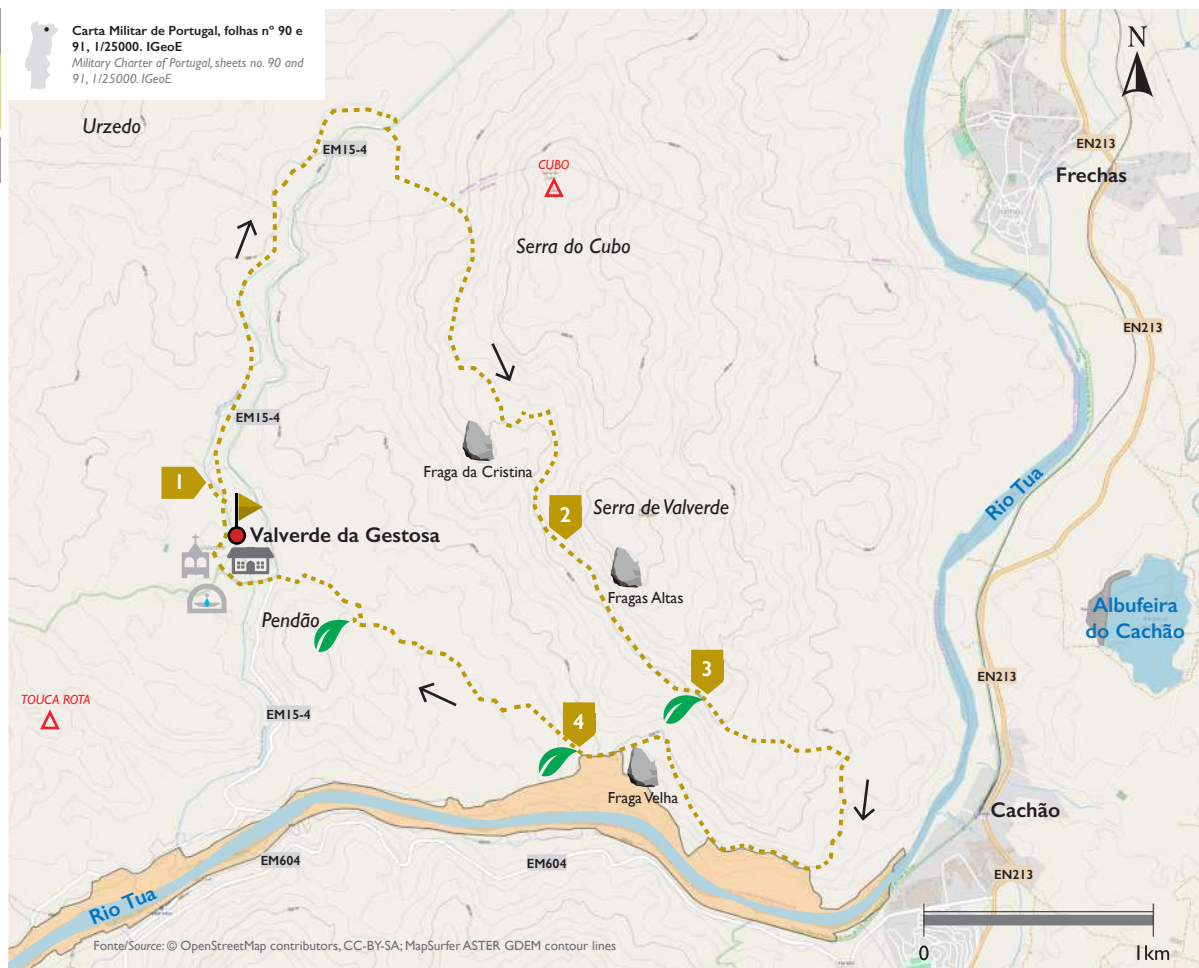 Carta Militar de Portugal, folhas nº 90 e
91, 1/25000. IGeoE
Military Charter of Portugal, sheets no. 90 and
91, 1/25000. IGeoE
N
Urzedo
EM15-4
CUBO
EN213
Frechas
Serra do Cubo
EN213
EM15-4
Fraga da Cristina
1
2
Serra de Valverde
Rio Tua
Valverde da Gestosa
Fragas Altas
Albufeira
do Cachão
Pendão
3
EN213
TOUCA ROTA
EM15-4
4
Fraga Velha
Cachão
EM604
EM604
EN213
Rio Tua
Fonte/Source: © OpenStreetMap contributors, CC-BY-SA; MapSurfer ASTER GDEM contour lines
0
1km